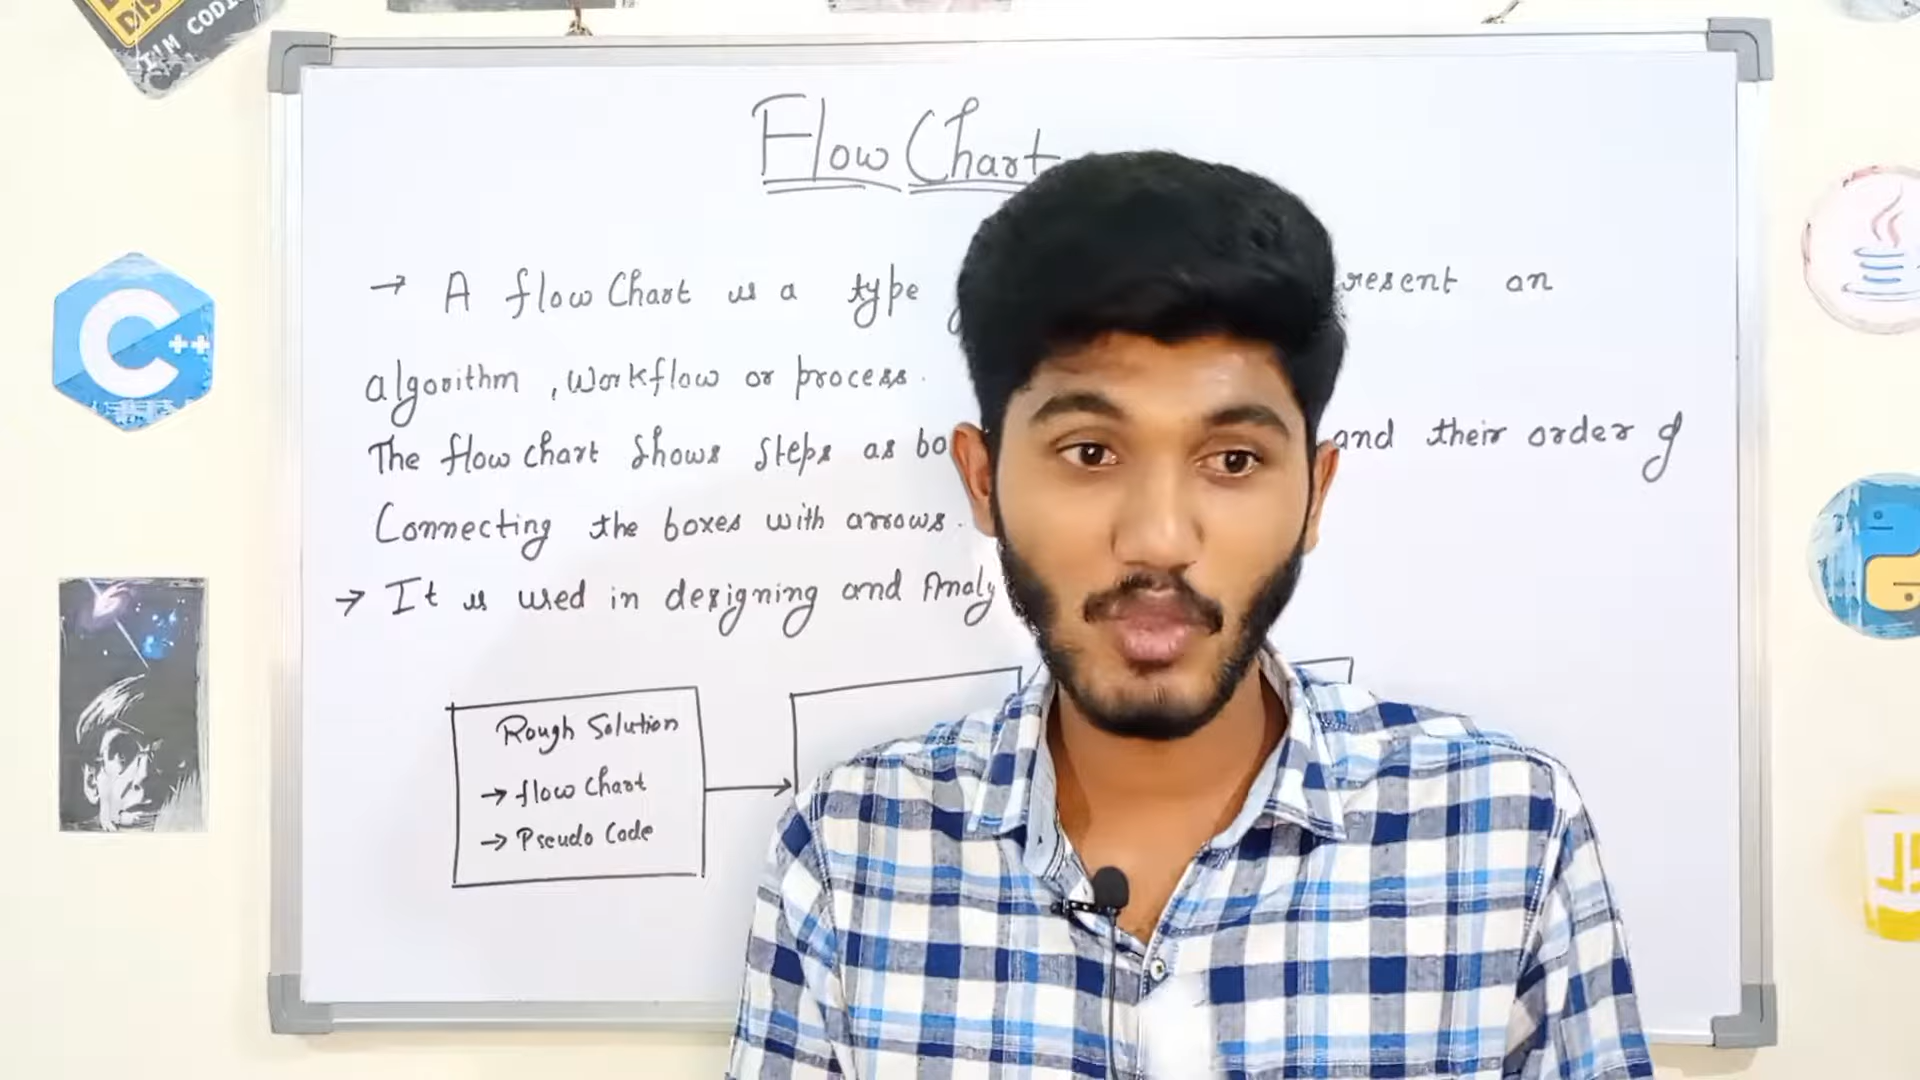 I'M CODI
Flow Chart
→ A flow Chart is a type resent an
algorithm , Workflow or process.
The flow chart shows steps as bo and their order of
Connecting the boxes with arrows.
→ It is used in designing and Analy
Rough Solution
→ flow Chart
→ Pseudo Code
C++
JS